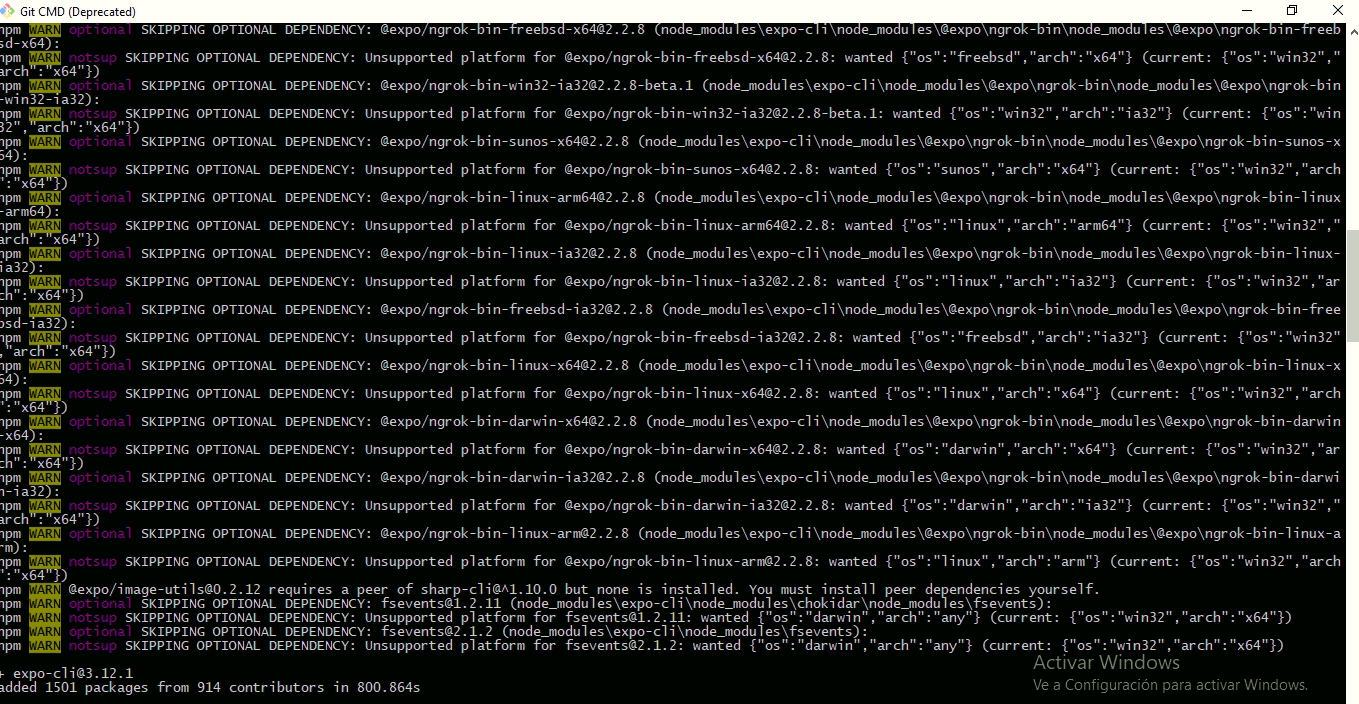 Git CMD (Deprecated)
npm WARN optional SKIPPING OPTIONAL DEPENDENCY: @expo/ngrok-bin-freebsd-x64@2.2.8 (node_modules\expo-cli\node_modules\@expo\ngrok-bin\node_modules\@expo\ngrok-bin-freeb
sd-x64):
npm WARN notsup SKIPPING OPTIONAL DEPENDENCY: Unsupported platform for @expo/ngrok-bin-freebsd-x64@2.2.8: wanted {"os":"freebsd","arch":"x64"} (current: {"os":"win32","
arch":"x64"})
npm WARN optional SKIPPING OPTIONAL DEPENDENCY: @expo/ngrok-bin-win32-ia32@2.2.8-beta.1 (node_modules\expo-cli\node_modules\@expo\ngrok-bin\node_modules\@expo\ngrok-bin
-win32-ia32):
npm WARN notsup SKIPPING OPTIONAL DEPENDENCY: Unsupported platform for @expo/ngrok-bin-win32-ia32@2.2.8-beta.1: wanted {"os":"win32","arch":"ia32"} (current: {"os":"win
32","arch":"x64"})
npm WARN optional SKIPPING OPTIONAL DEPENDENCY: @expo/ngrok-bin-sunos-x64@2.2.8 (node_modules\expo-cli\node_modules\@expo\ngrok-bin\node_modules\@expo\ngrok-bin-sunos-x
64):
npm WARN notsup SKIPPING OPTIONAL DEPENDENCY: Unsupported platform for @expo/ngrok-bin-sunos-x64@2.2.8: wanted {"os":"sunos","arch":"x64"} (current: {"os":"win32","arch
":"x64"})
npm WARN optional SKIPPING OPTIONAL DEPENDENCY: @expo/ngrok-bin-linux-arm64@2.2.8 (node_modules\expo-cli\node_modules\@expo\ngrok-bin\node_modules\@expo\ngrok-bin-linux
-arm64):
npm WARN notsup SKIPPING OPTIONAL DEPENDENCY: Unsupported platform for @expo/ngrok-bin-linux-arm64@2.2.8: wanted {"os":"linux","arch":"arm64"} (current: {"os":"win32","
arch":"x64"})
npm WARN optional SKIPPING OPTIONAL DEPENDENCY: @expo/ngrok-bin-linux-ia32@2.2.8 (node_modules\expo-cli\node_modules\@expo\ngrok-bin\node_modules\@expo\ngrok-bin-linux-
ia32):
npm WARN notsup SKIPPING OPTIONAL DEPENDENCY: Unsupported platform for @expo/ngrok-bin-linux-ia32@2.2.8: wanted {"os":"linux","arch":"ia32"} (current: {"os":"win32","ar
ch":"x64"})
npm WARN optional SKIPPING OPTIONAL DEPENDENCY: @expo/ngrok-bin-freebsd-ia32@2.2.8 (node_modules\expo-cli\node_modules\@expo\ngrok-bin\node_modules\@expo\ngrok-bin-free
bsd-ia32):
npm WARN notsup SKIPPING OPTIONAL DEPENDENCY: Unsupported platform for @expo/ngrok-bin-freebsd-ia32@2.2.8: wanted {"os":"freebsd","arch":"ia32"} (current: {"os":"win32"
,"arch":"x64"})
npm WARN optional SKIPPING OPTIONAL DEPENDENCY: @expo/ngrok-bin-linux-x64@2.2.8 (node_modules\expo-cli\node_modules\@expo\ngrok-bin\node_modules\@expo\ngrok-bin-linux-x
64):
npm WARN notsup SKIPPING OPTIONAL DEPENDENCY: Unsupported platform for @expo/ngrok-bin-linux-x64@2.2.8: wanted {"os":"linux","arch":"x64"} (current: {"os":"win32","arch
":"x64"})
npm WARN optional SKIPPING OPTIONAL DEPENDENCY: @expo/ngrok-bin-darwin-x64@2.2.8 (node_modules\expo-cli\node_modules\@expo\ngrok-bin\node_modules\@expo\ngrok-bin-darwin
-x64):
npm WARN notsup SKIPPING OPTIONAL DEPENDENCY: Unsupported platform for @expo/ngrok-bin-darwin-x64@2.2.8: wanted {"os":"darwin","arch":"x64"} (current: {"os":"win32","ar
ch":"x64"})
npm WARN optional SKIPPING OPTIONAL DEPENDENCY: @expo/ngrok-bin-darwin-ia32@2.2.8 (node_modules\expo-cli\node_modules\@expo\ngrok-bin\node_modules\@expo\ngrok-bin-darwi
n-ia32):
npm WARN notsup SKIPPING OPTIONAL DEPENDENCY: Unsupported platform for @expo/ngrok-bin-darwin-ia32@2.2.8: wanted {"os":"darwin","arch":"ia32"} (current: {"os":"win32","
arch":"x64"})
npm WARN optional SKIPPING OPTIONAL DEPENDENCY: @expo/ngrok-bin-linux-arm@2.2.8 (node_modules\expo-cli\node_modules\@expo\ngrok-bin\node_modules\@expo\ngrok-bin-linux-a
rm):
npm WARN notsup SKIPPING OPTIONAL DEPENDENCY: Unsupported platform for @expo/ngrok-bin-linux-arm@2.2.8: wanted {"os":"linux","arch":"arm"} (current: {"os":"win32","arch
":"x64"})
npm WARN @expo/image-utils@0.2.12 requires a peer of sharp-cli@^1.10.0 but none is installed. You must install peer dependencies yourself.
npm WARN optional SKIPPING OPTIONAL DEPENDENCY: fsevents@1.2.11 (node_modules\expo-cli\node_modules\chokidar\node_modules\fsevents):
npm WARN notsup SKIPPING OPTIONAL DEPENDENCY: Unsupported platform for fsevents@1.2.11: wanted {"os":"darwin","arch":"any"} (current: {"os":"win32","arch":"x64"})
npm WARN optional SKIPPING OPTIONAL DEPENDENCY: fsevents@2.1.2 (node_modules\expo-cli\node_modules\fsevents):
npm WARN notsup SKIPPING OPTIONAL DEPENDENCY: Unsupported platform for fsevents@2.1.2: wanted {"os":"darwin","arch":"any"} (current: {"os":"win32","arch":"x64"})
+ expo-cli@3.12.1
added 1501 packages from 914 contributors in 800.864s
Activar Windows
Ve a Configuración para activar Windows.